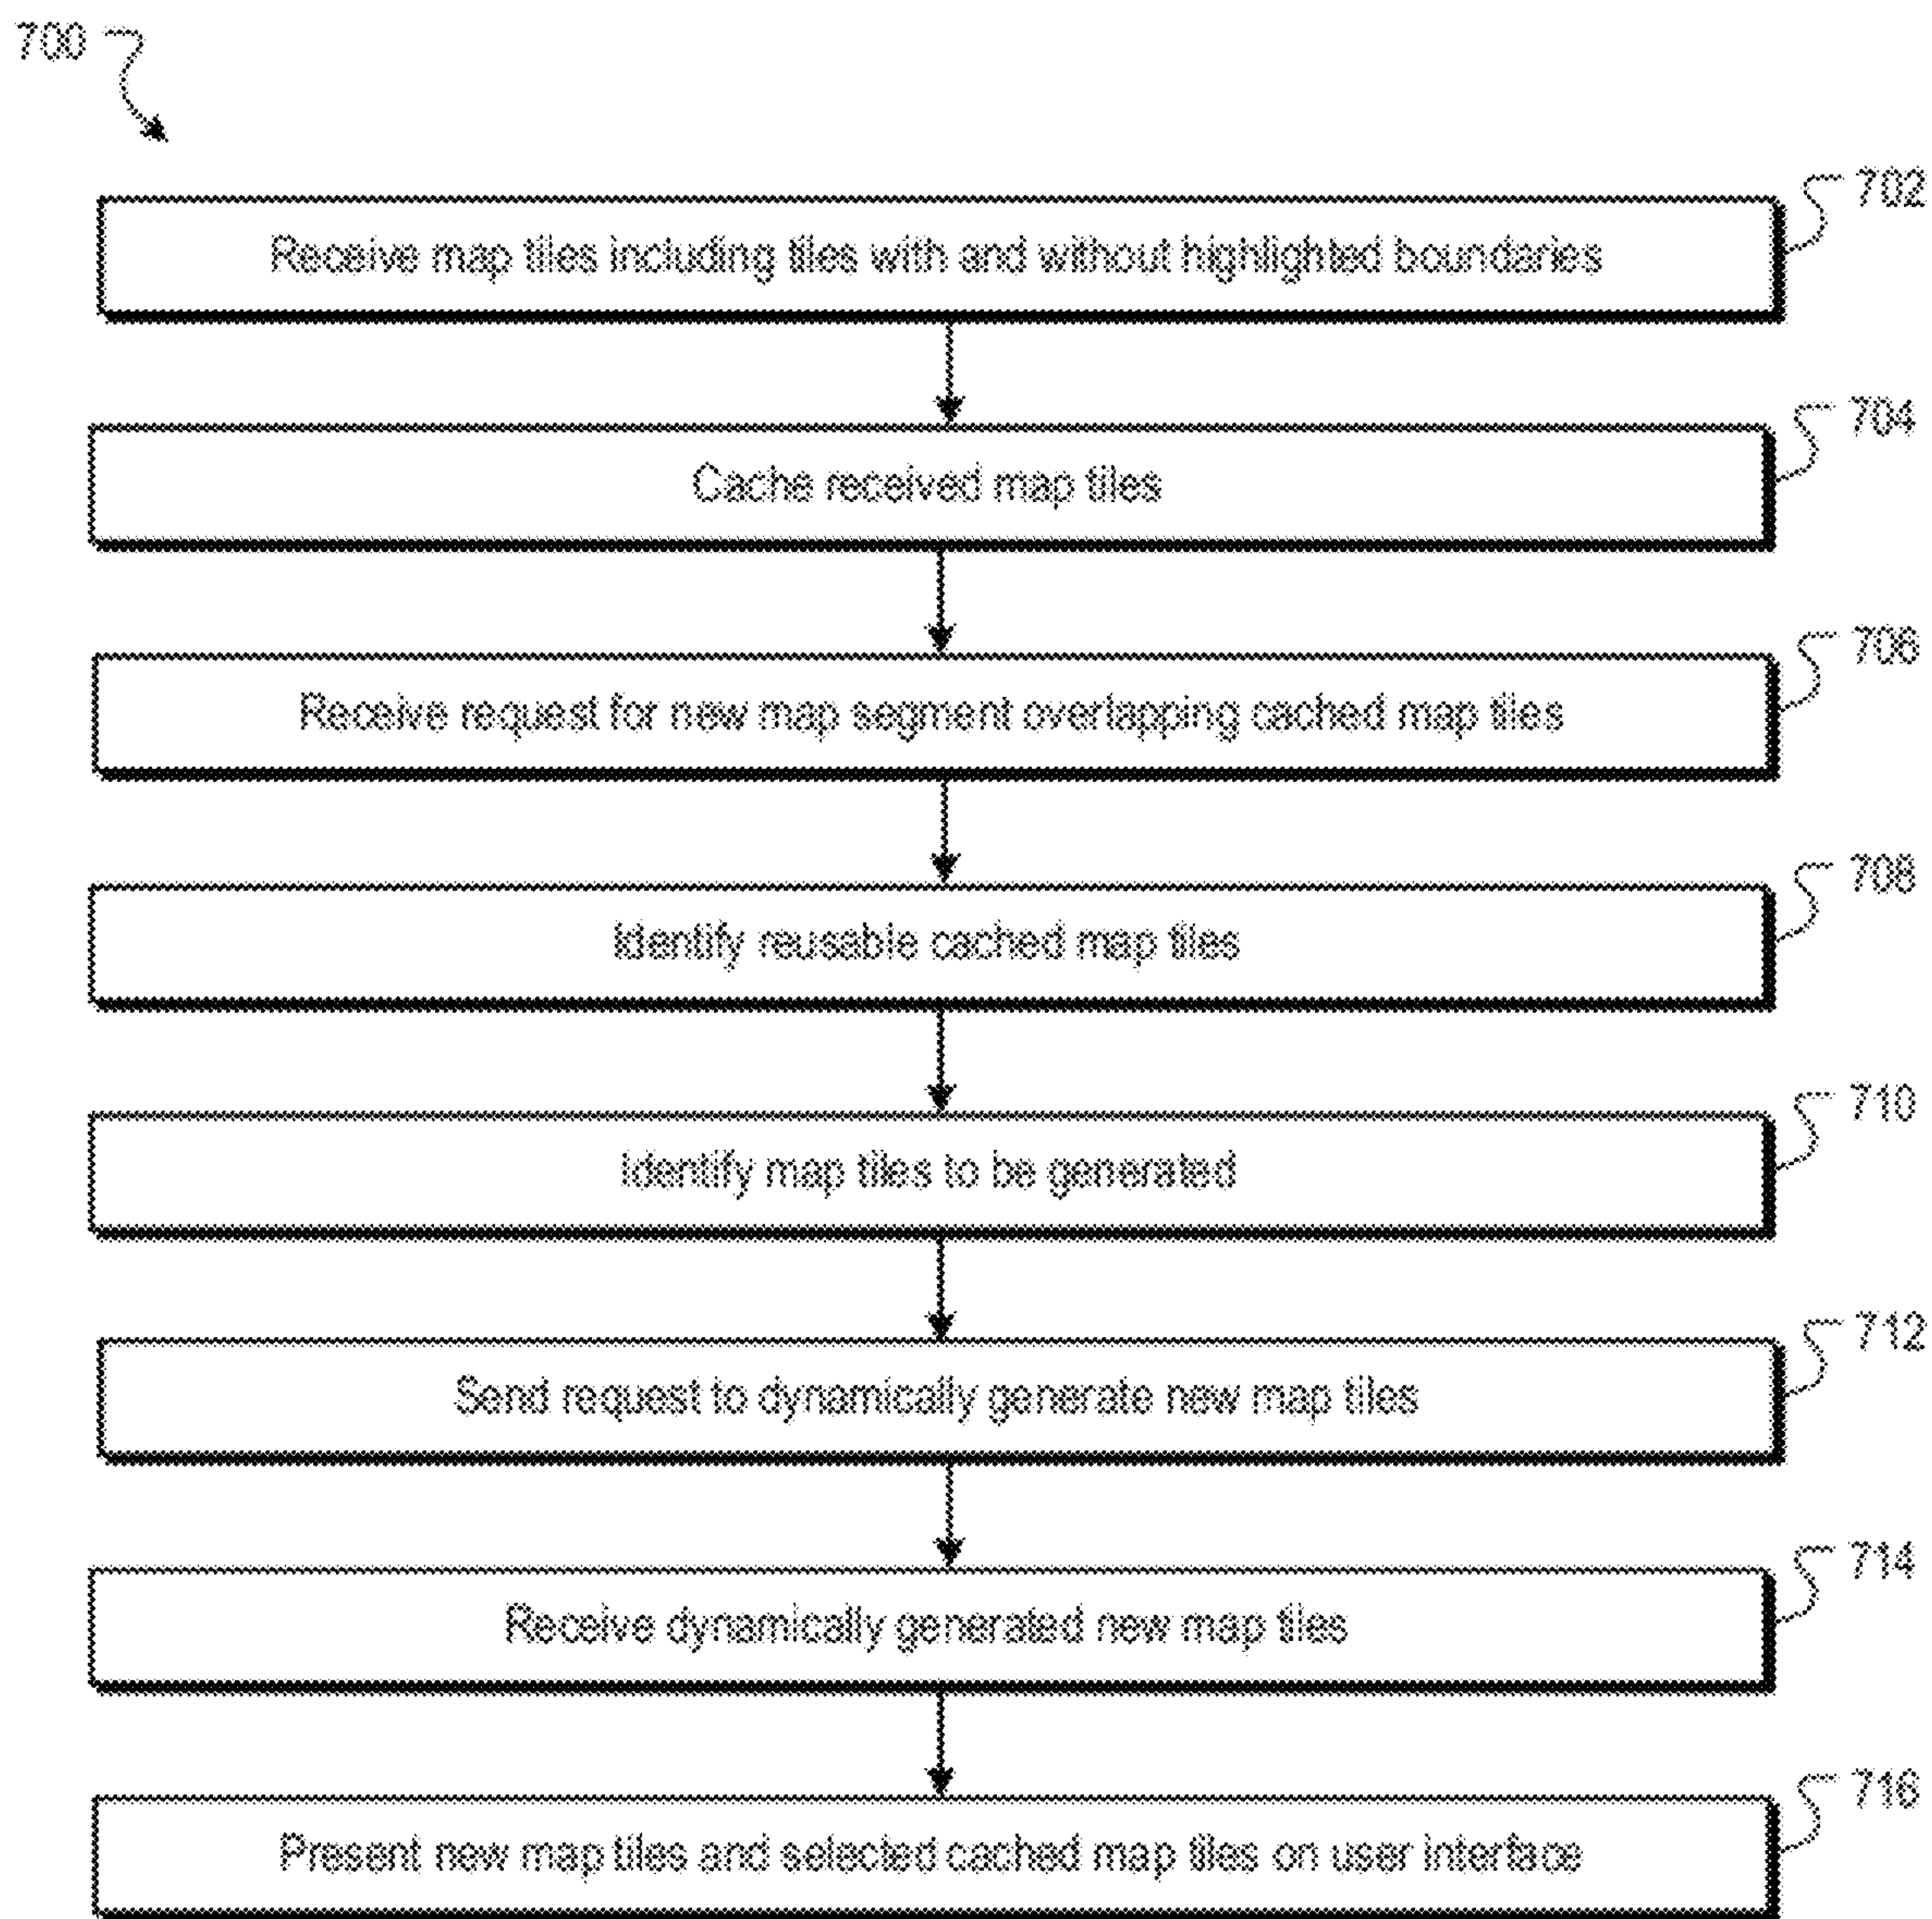 700
702
Receive map tiles including tiles with and without highlighted boundaries
704
Cache received map tiles
706
Receive request for new map segment overlapping cached map tiles
708
Identify reusable cached map tiles
710
Identify map tiles to be generated
712
Send request to dynamically generate new map tiles
714
Receive dynamically generated new map tiles
716
Present new map tiles and selected cached map tiles on user interface